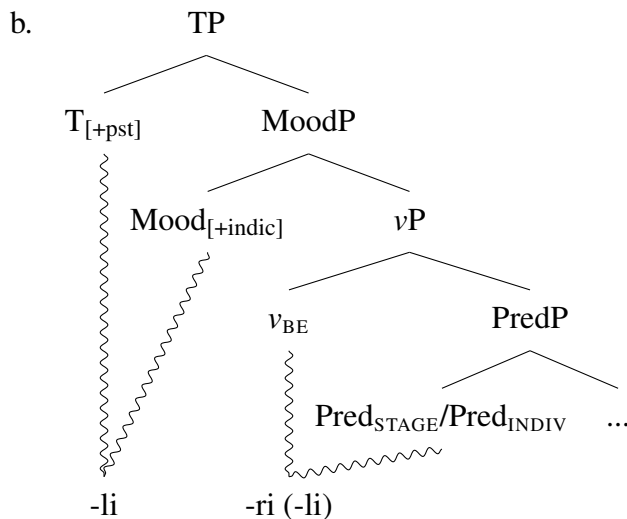 b. TP
T[+pst] MoodP
Mood[+indic] vP
vBE PredP
PredSTAGE/PredINDIV ...
-li -ri (-li)